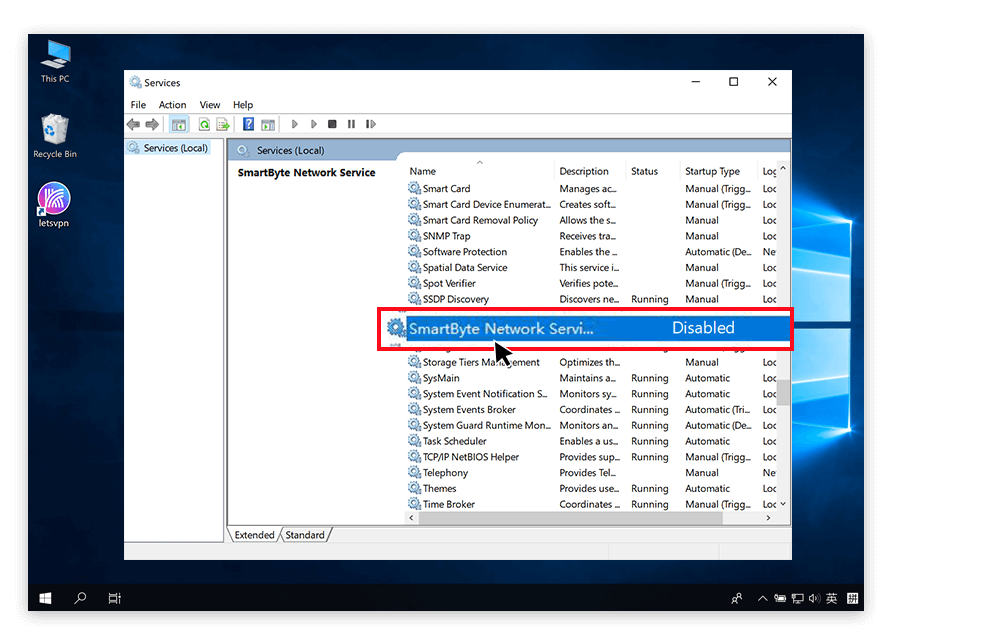 This PC
Recycle Bin
letsvpn
Services
File Action View Help
Services (Local)
Services (Local)
SmartByte Network Service
Name Description Status Startup Type Log
Smart Card Manages ac... Manual (Trigg... Loc
Smart Card Device Enumerat... Creates soft... Manual (Trigg... Loc
Smart Card Removal Policy Allows the s... Manual Loc
SNMP Trap Receives tra... Manual Loc
Software Protection Enables the ... Automatic (De... Ne
Spatial Data Service This service i... Manual Loc
Spot Verifier Verifies pote... Manual (Trigg... Loc
SSDP Discovery Discovers ne... Running Manual Loc
SmartByte Network Servi... Disabled
Storage Tiers Management Optimizes th... Manual Loc
SysMain Maintains a... Running Automatic Loc
System Event Notification S... Monitors sy... Running Automatic Loc
System Events Broker Coordinates ... Running Automatic (Tri... Loc
System Guard Runtime Mon... Monitors an... Running Automatic (De... Loc
Task Scheduler Enables a us... Running Automatic Loc
TCP/IP NetBIOS Helper Provides sup... Running Manual (Trigg... Loc
Telephony Provides Tel... Manual Ne
Themes Provides use... Running Automatic Loc
Time Broker Coordinates ... Running Manual (Trigg... Loc
Extended Standard
英 拼